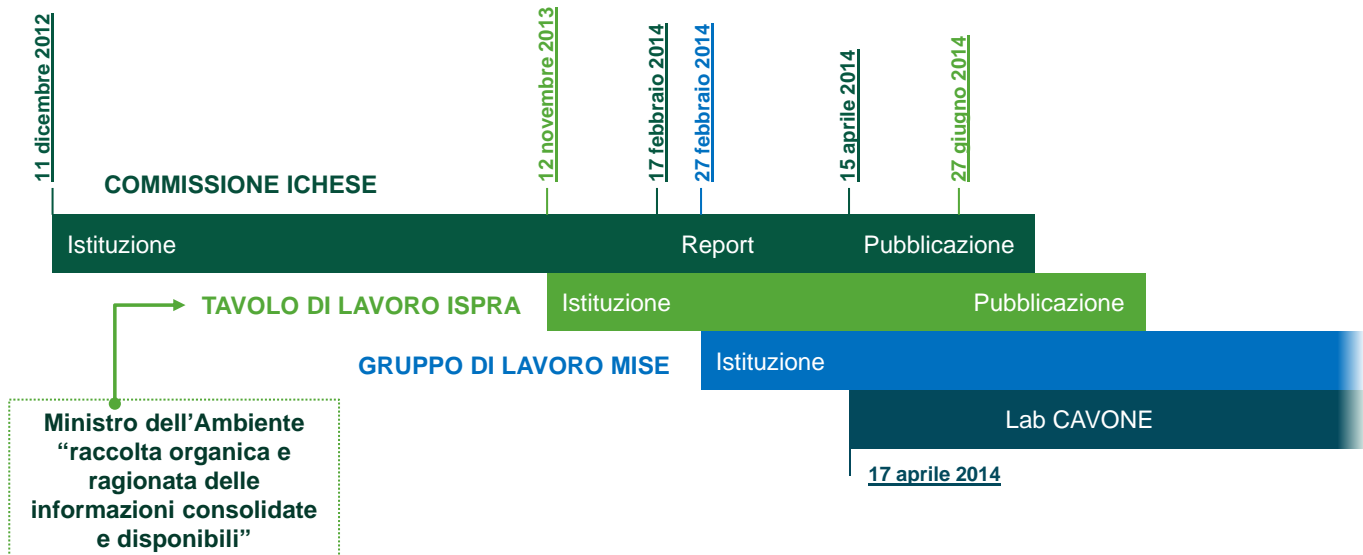 11 dicembre 2012
12 novembre 2013
17 febbraio 2014
27 febbraio 2014
15 aprile 2014
27 giugno 2014
COMMISSIONE ICHESE
Istituzione
Report
Pubblicazione
TAVOLO DI LAVORO ISPRA
Istituzione
Pubblicazione
GRUPPO DI LAVORO MISE
Istituzione
Lab CAVONE
17 aprile 2014
Ministro dell’Ambiente
“raccolta organica e
ragionata delle
informazioni consolidate
e disponibili”